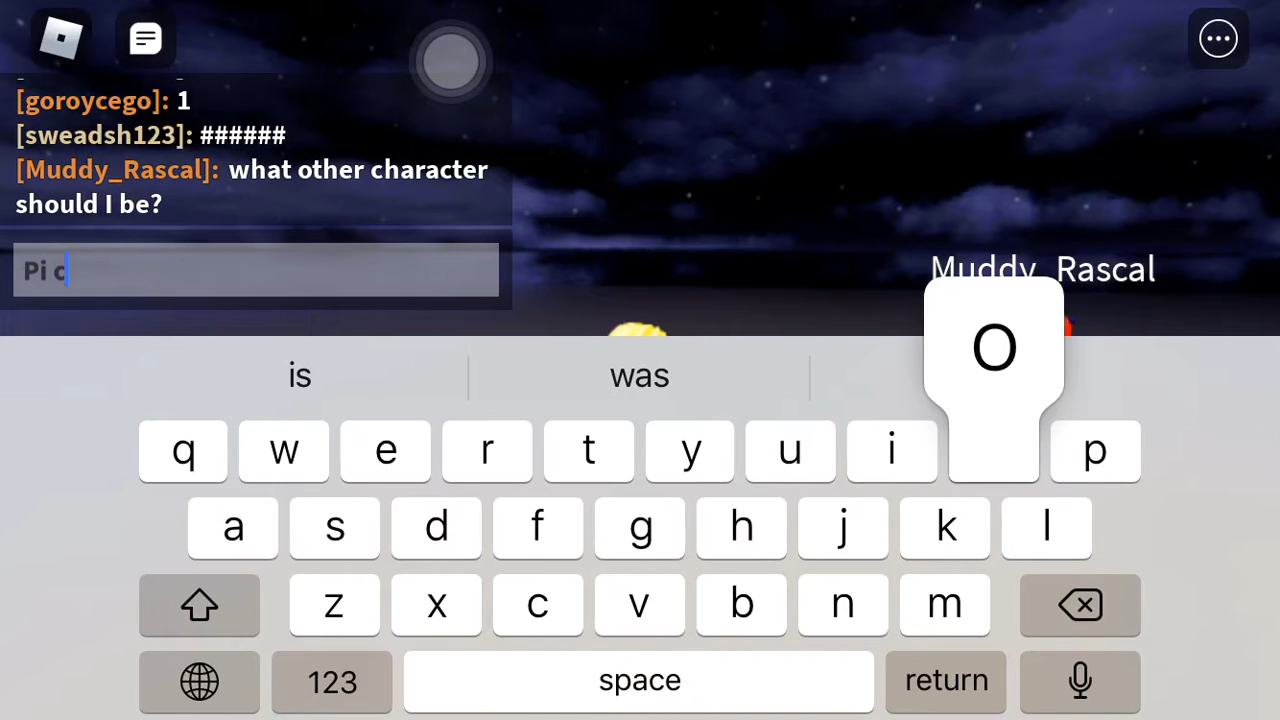 [goroycego]: 1
[sweadsh123]: ######
[Muddy_Rascal]: what other character
should I be?
Pi c
Muddy_Rascal
O
is was
q w e r t y u i p
a s d f g h j k l
z x c v b n m
123 space return